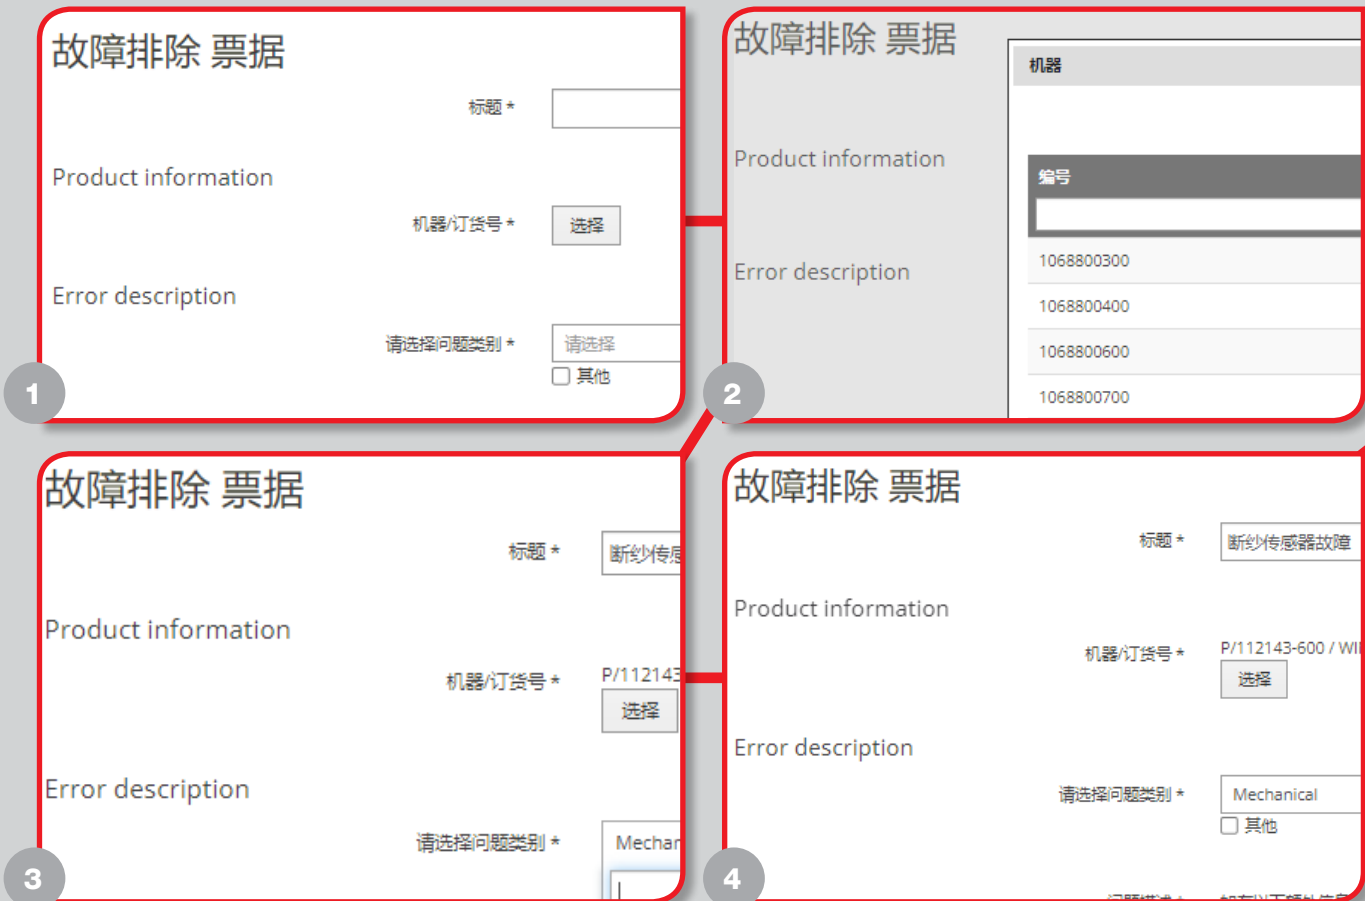 故障排除 票据
标题 *
Product information
机器/订货号 *
选择
Error description
请选择问题类别 *
请选择
其他
1
故障排除 票据
机器
Product information
编号
Error description
1068800300
1068800400
1068800600
1068800700
2
故障排除 票据
标题 *
断纱传感
Product information
机器/订货号 *
P/112143
选择
Error description
请选择问题类别 *
Mechan
3
故障排除 票据
标题 *
断纱传感器故障
Product information
机器/订货号 *
P/112143-600 / WI
选择
Error description
请选择问题类别 *
Mechanical
其他
4